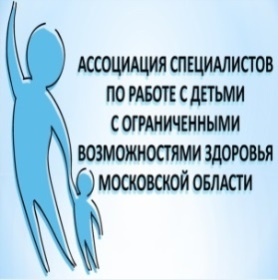 АССОЦИАЦИЯ СПЕЦИАЛИСТОВ
ПО РАБОТЕ С ДЕТЬМИ
С ОГРАНИЧЕННЫМИ
ВОЗМОЖНОСТЯМИ ЗДОРОВЬЯ
МОСКОВСКОЙ ОБЛАСТИ